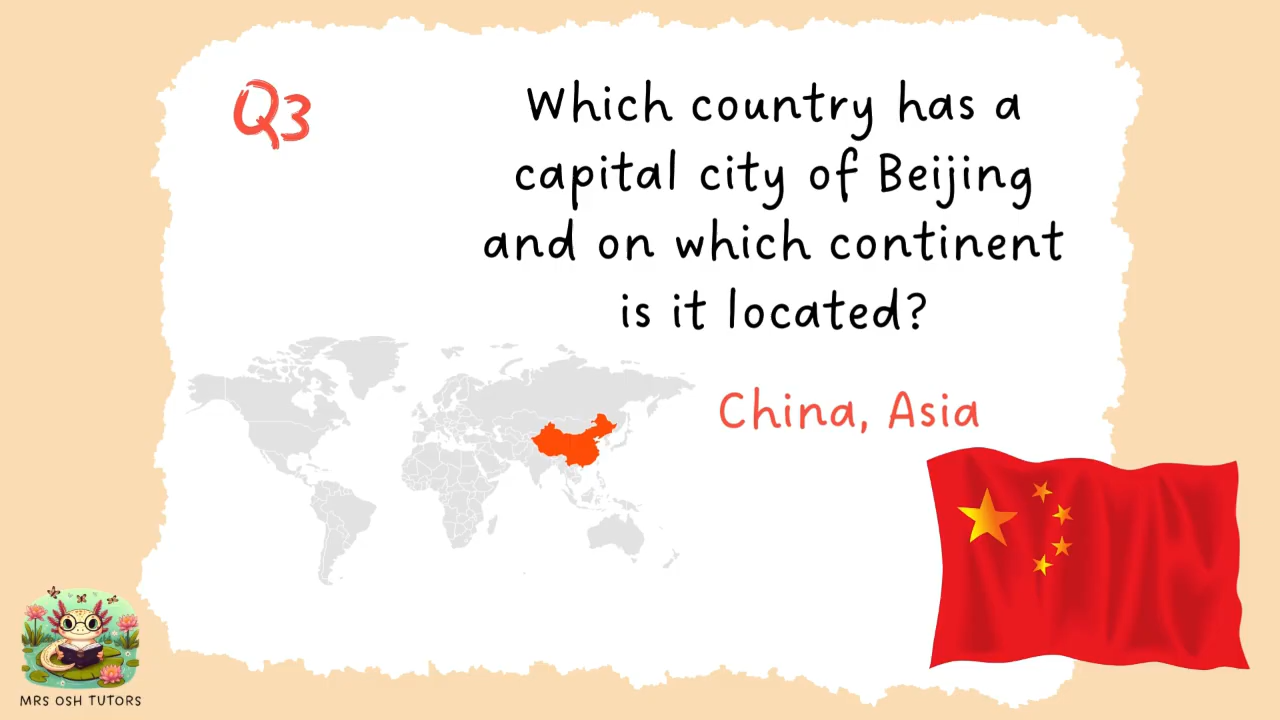 Q3
Which country has a
capital city of Beijing
and on which continent
is it located?
China, Asia
MRS OSH TUTORS